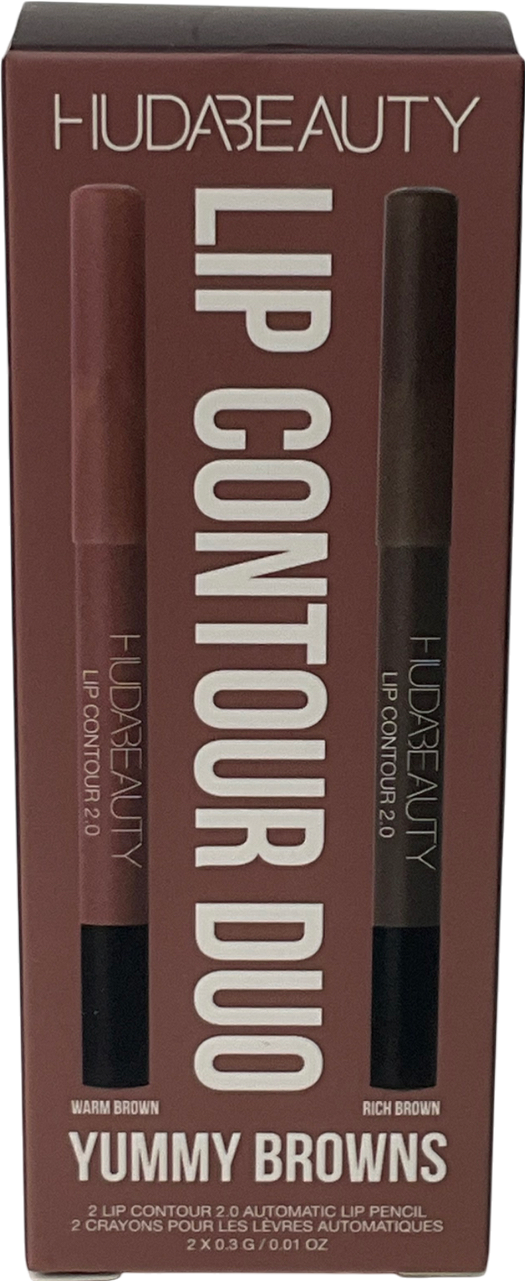 HUDABEAUTY
LIP CONTOUR DUO
HUDABEAUTY
LIP CONTOUR 2.0
HUDABEAUTY
LIP CONTOUR 2.0
WARM BROWN
RICH BROWN
YUMMY BROWNS
2 LIP CONTOUR 2.0 AUTOMATIC LIP PENCIL
2 CRAYONS POUR LES LÈVRES AUTOMATIQUES
2 X 0.3 G / 0.01 OZ